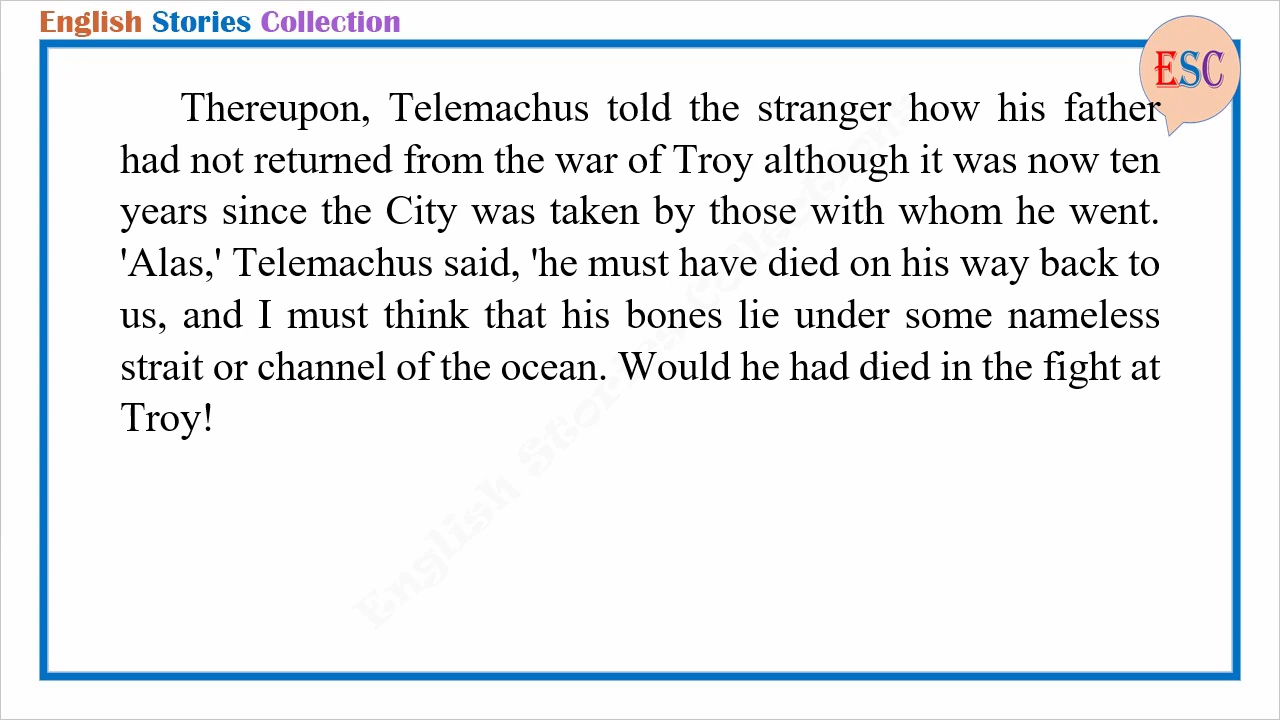 English Stories Collection
ESC
Thereupon, Telemachus told the stranger how his father
had not returned from the war of Troy although it was now ten
years since the City was taken by those with whom he went.
'Alas,' Telemachus said, 'he must have died on his way back to
us, and I must think that his bones lie under some nameless
strait or channel of the ocean. Would he had died in the fight at
Troy!
English Stories Collections